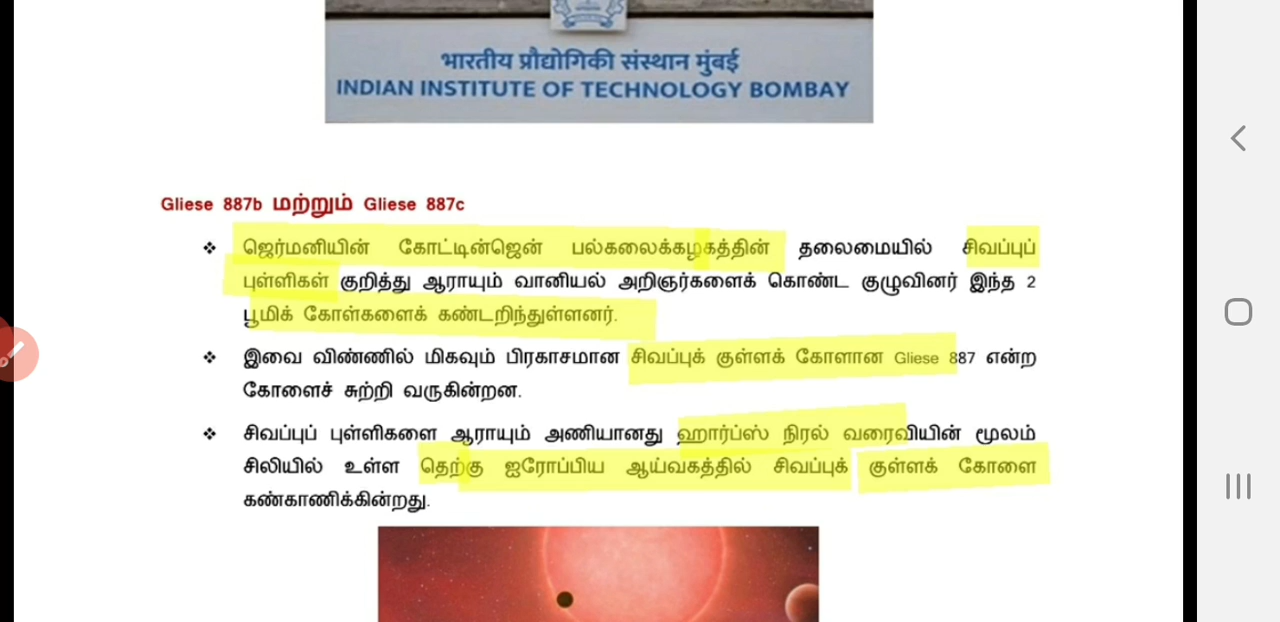 भारतीय प्रौद्योगिकी संस्थान मुंबई
INDIAN INSTITUTE OF TECHNOLOGY BOMBAY
Gliese 887b மற்றும் Gliese 887c
❖ ஜெர்மனியின் கோட்டின்ஜென் பல்கலைக்கழகத்தின் தலைமையில் சிவப்புப்
புள்ளிகள் குறித்து ஆராயும் வானியல் அறிஞர்களைக் கொண்ட குழுவினர் இந்த 2
பூமிக் கோள்களைக் கண்டறிந்துள்ளனர்.
❖ இவை விண்ணில் மிகவும் பிரகாசமான சிவப்புக் குள்ளக் கோளான Gliese 887 என்ற
கோளைச் சுற்றி வருகின்றன.
❖ சிவப்புப் புள்ளிகளை ஆராயும் அணியானது ஹார்ப்ஸ் நிரல் வரைவியின் மூலம்
சிலியில் உள்ள தெற்கு ஐரோப்பிய ஆய்வகத்தில் சிவப்புக் குள்ளக் கோளை
கண்காணிக்கின்றது.